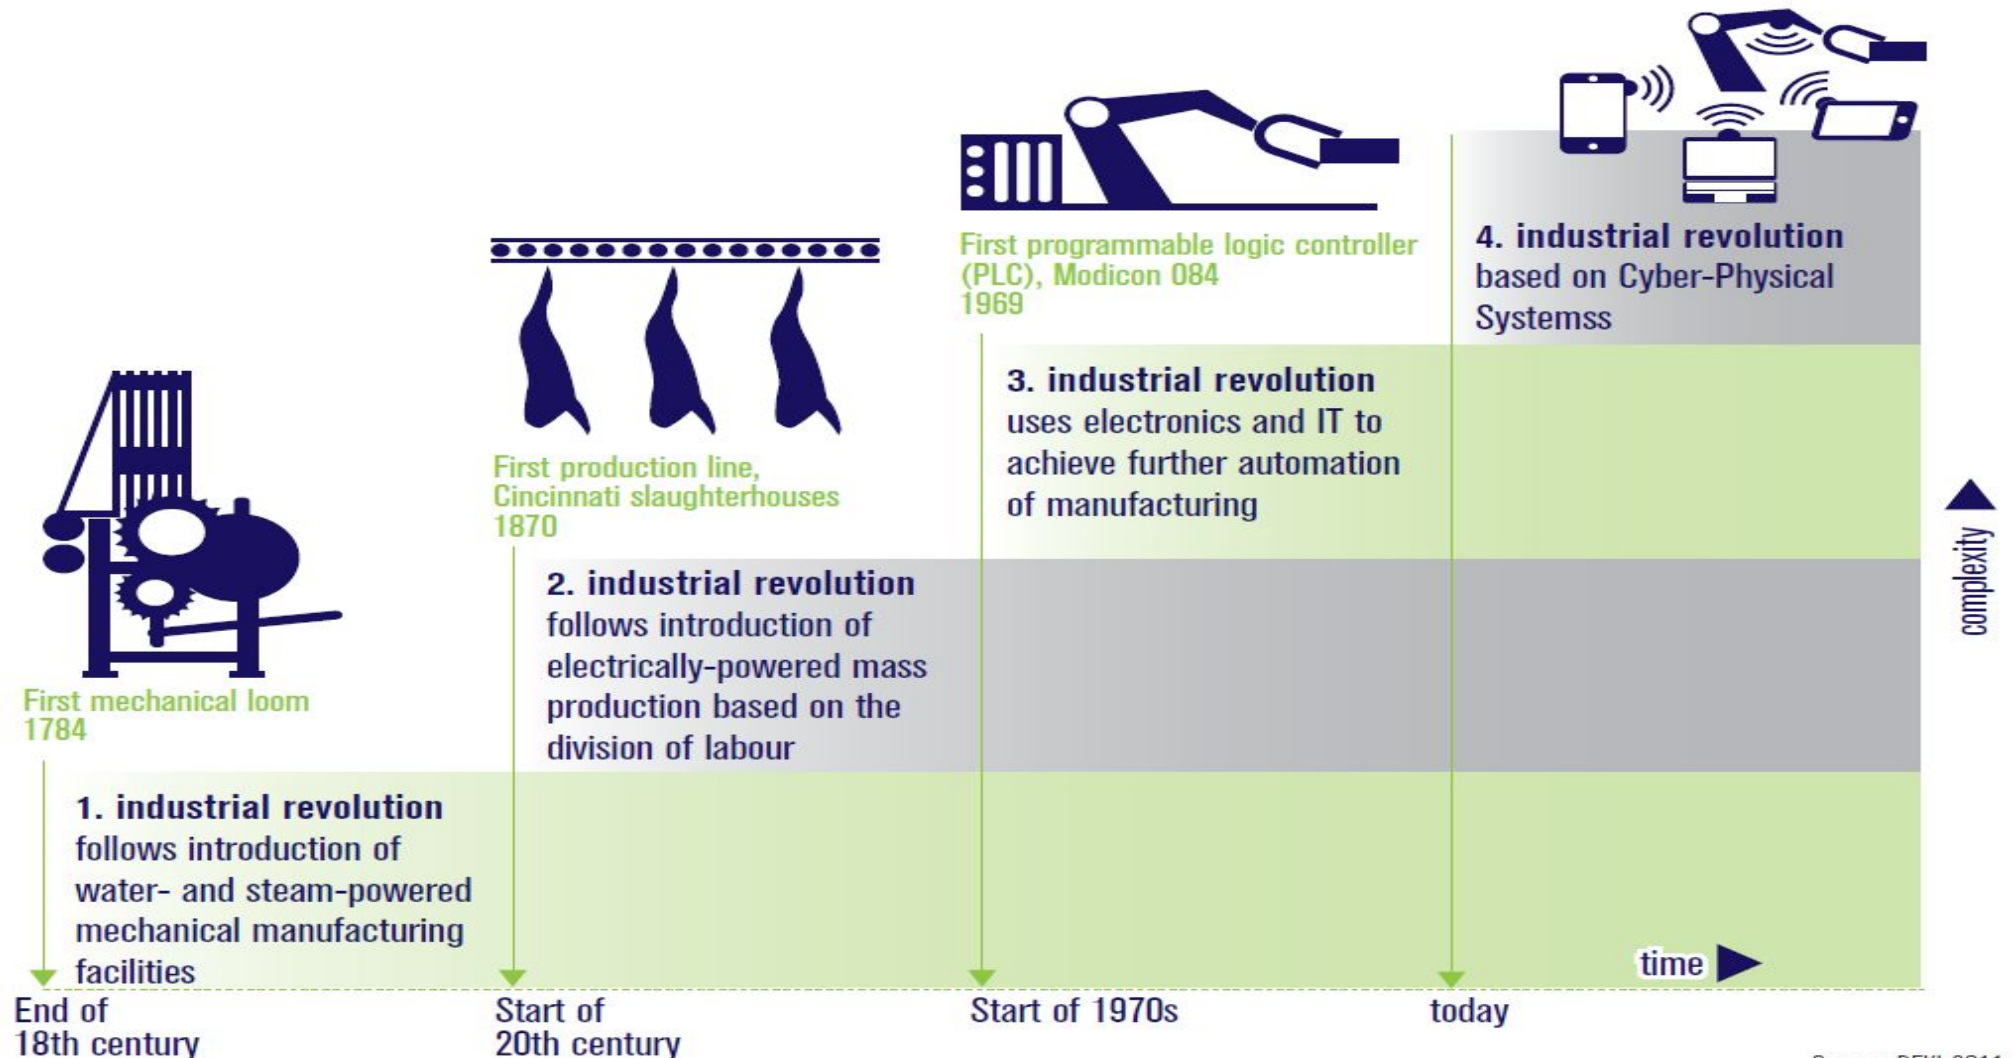 First mechanical loom
1784
1. industrial revolution
follows introduction of
water- and steam-powered
mechanical manufacturing
facilities
End of
18th century
First production line,
Cincinnati slaughterhouses
1870
2. industrial revolution
follows introduction of
electrically-powered mass
production based on the
division of labour
Start of
20th century
First programmable logic controller
(PLC), Modicon 084
1969
3. industrial revolution
uses electronics and IT to
achieve further automation
of manufacturing
Start of 1970s
4. industrial revolution
based on Cyber-Physical
Systemss
today
time
complexity